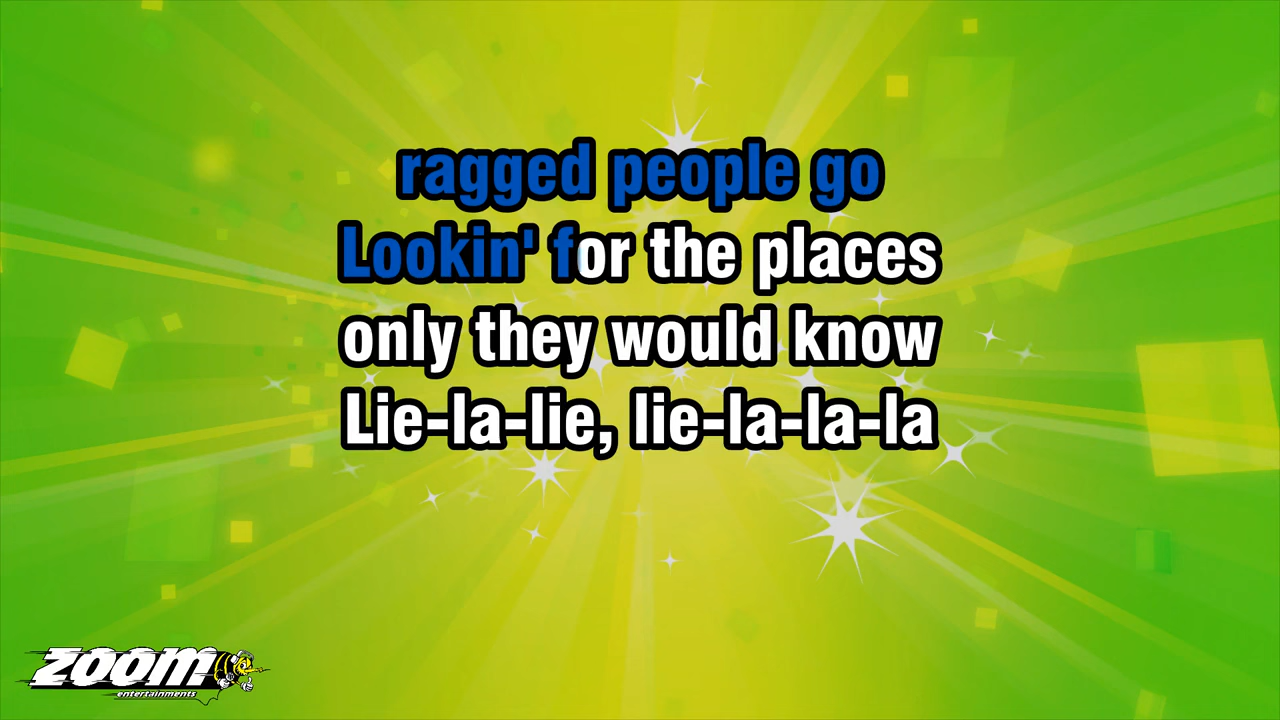 ragged people go
Lookin' for the places
only they would know
Lie-la-lie, lie-la-la-la
zoom
entertainments